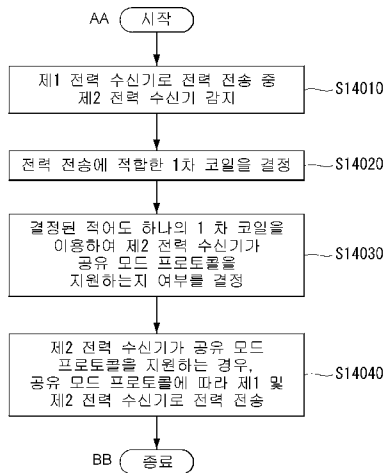 AA 시작
제1 전력 수신기로 전력 전송 중
제2 전력 수신기 감지
S14010
전력 전송에 적합한 1차 코일을 결정
S14020
결정된 적어도 하나의 1 차 코일을
이용하여 제2 전력 수신기가
공유 모드 프로토콜을
지원하는지 여부를 결정
S14030
제2 전력 수신기가 공유 모드
프로토콜을 지원하는 경우,
공유 모드 프로토콜에 따라 제1 및
제2 전력 수신기로 전력 전송
S14040
BB 종료